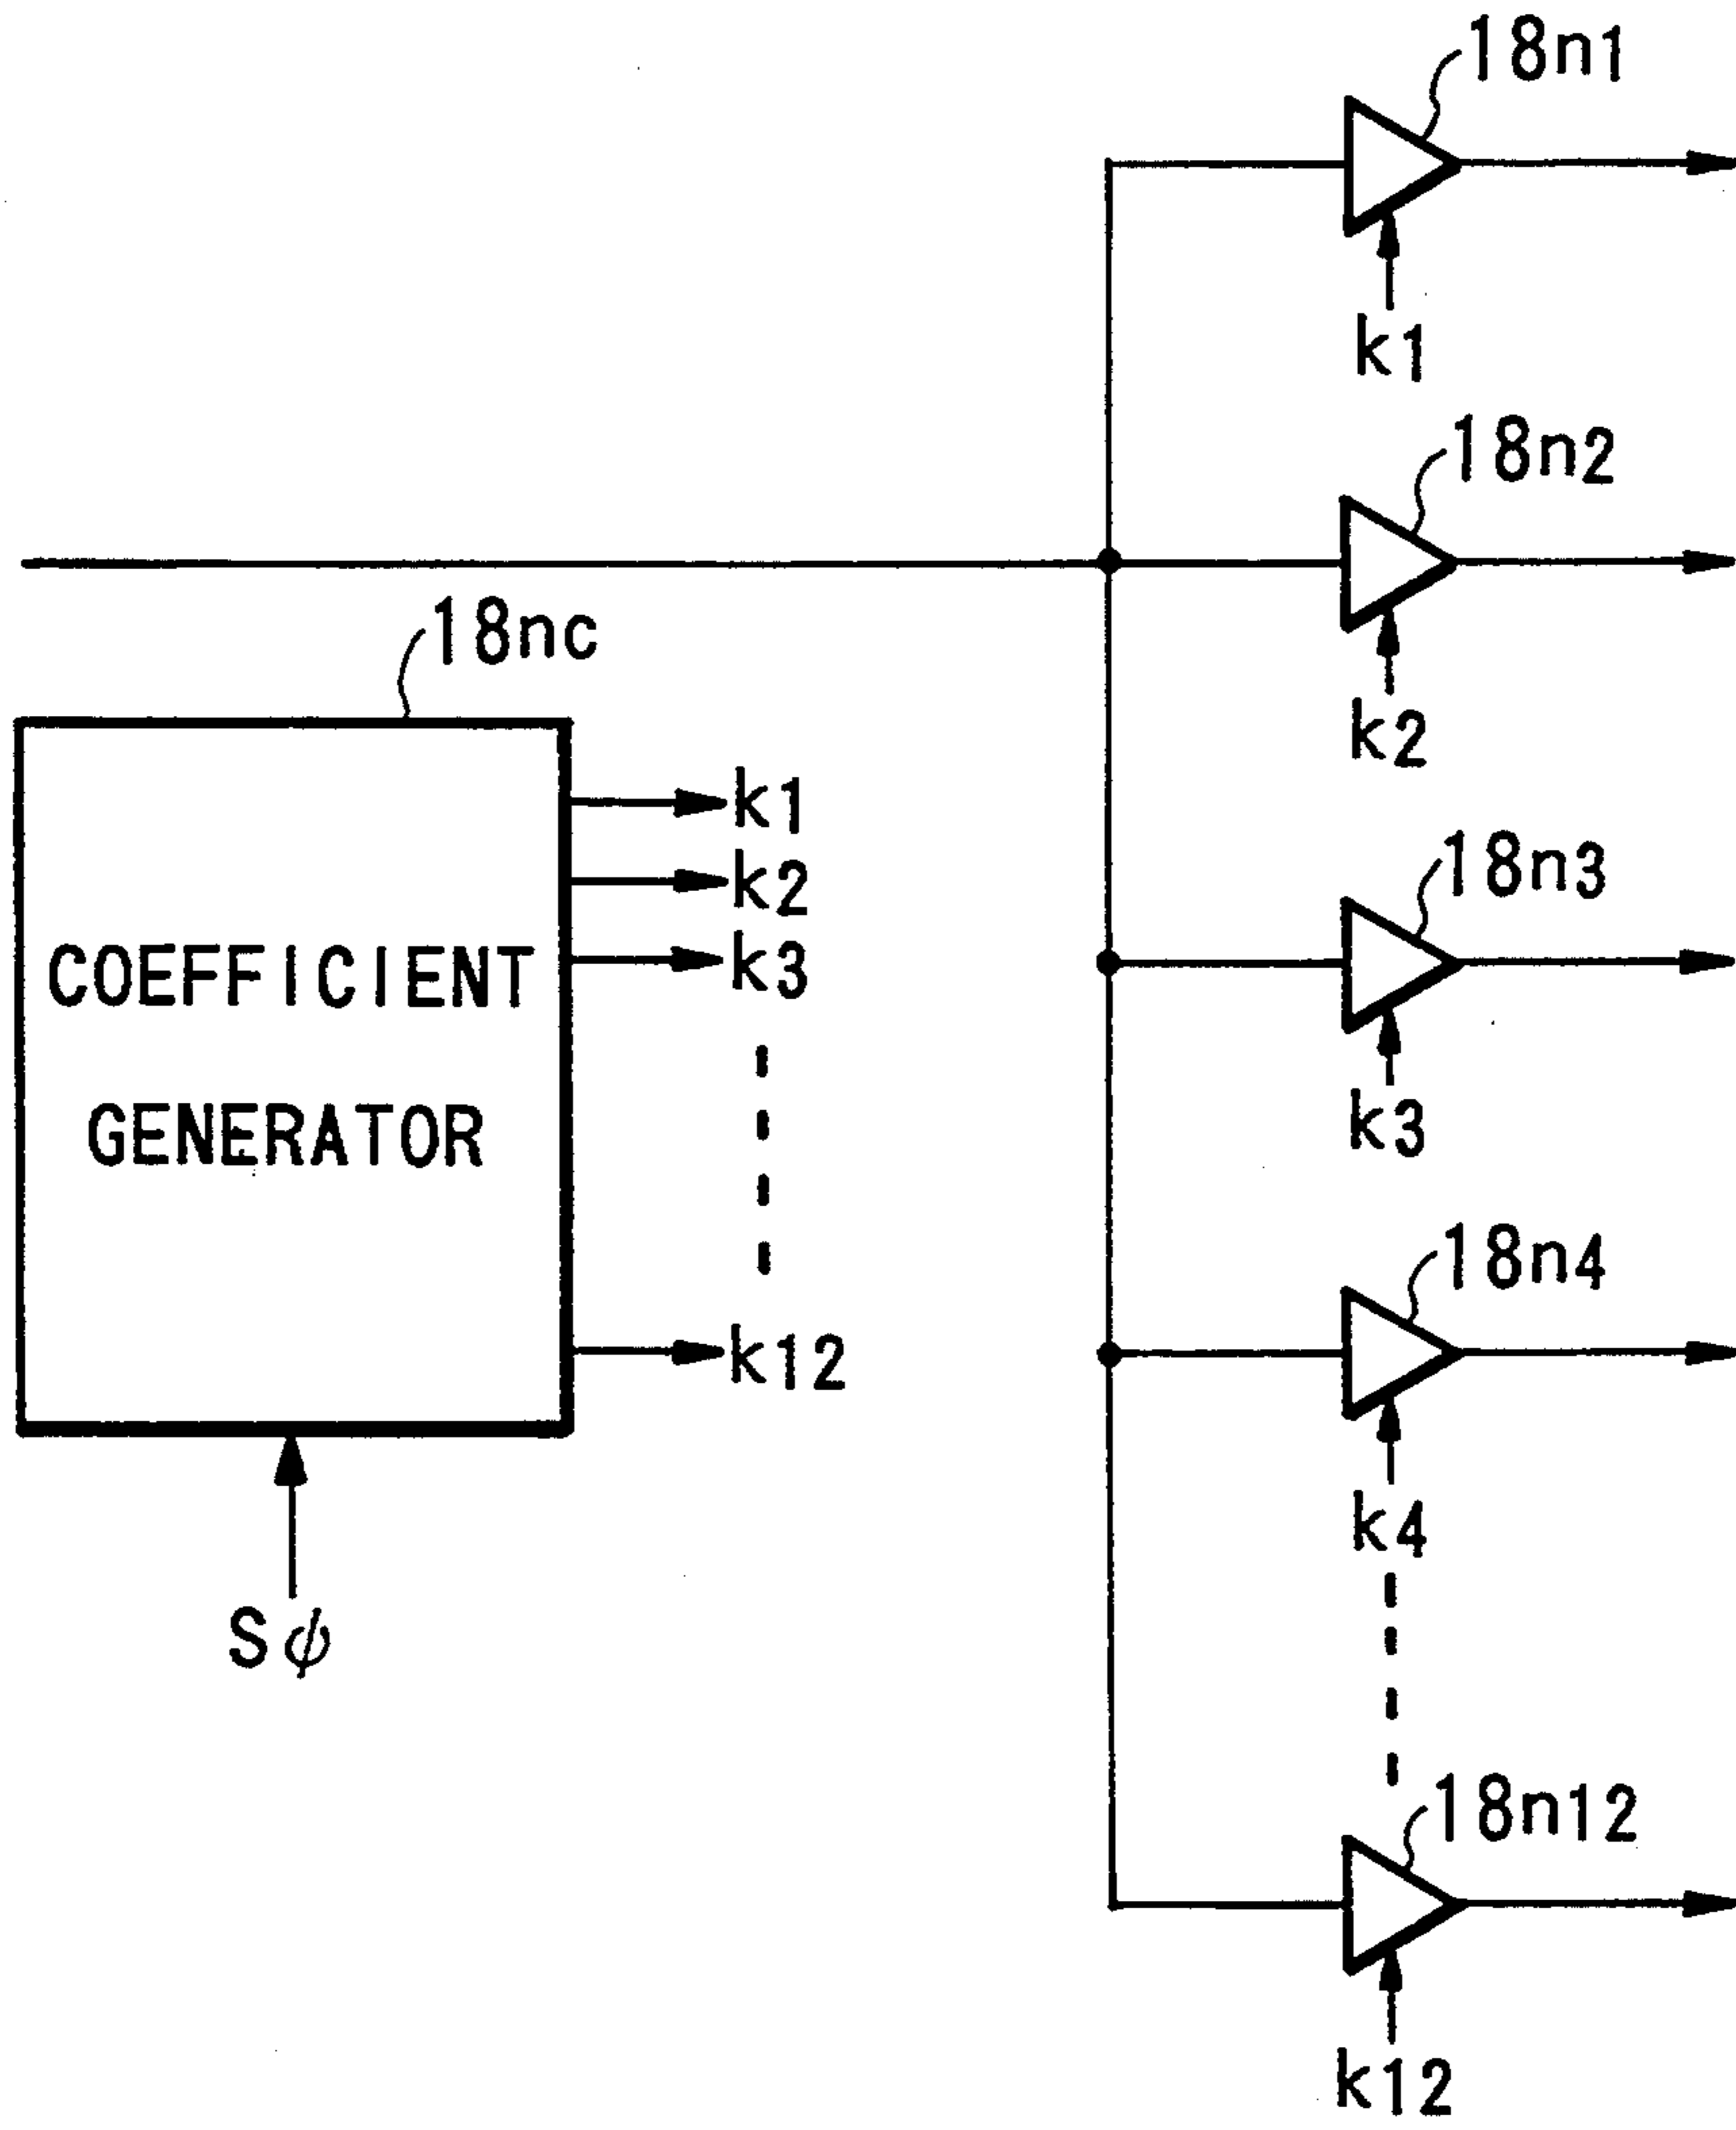 18n1
k1
18n2
k2
18nc
COEFFICIENT
GENERATOR
k1
k2
k3
k12
Sφ
18n3
k3
18n4
k4
18n12
k12